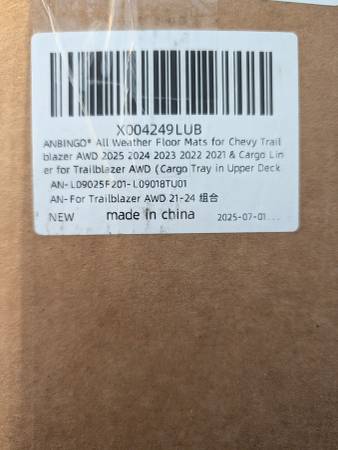 X004249LUB
ANBINGO® All Weather Floor Mats for Chevy Trail
blazer AWD 2025 2024 2023 2022 2021 & Cargo Lin
er for Trailblazer AWD (Cargo Tray in Upper Deck
AN-L09025F201-L09018TU01
AN-For Trailblazer AWD 21-24 组合
NEW made in china 2025-07-01...